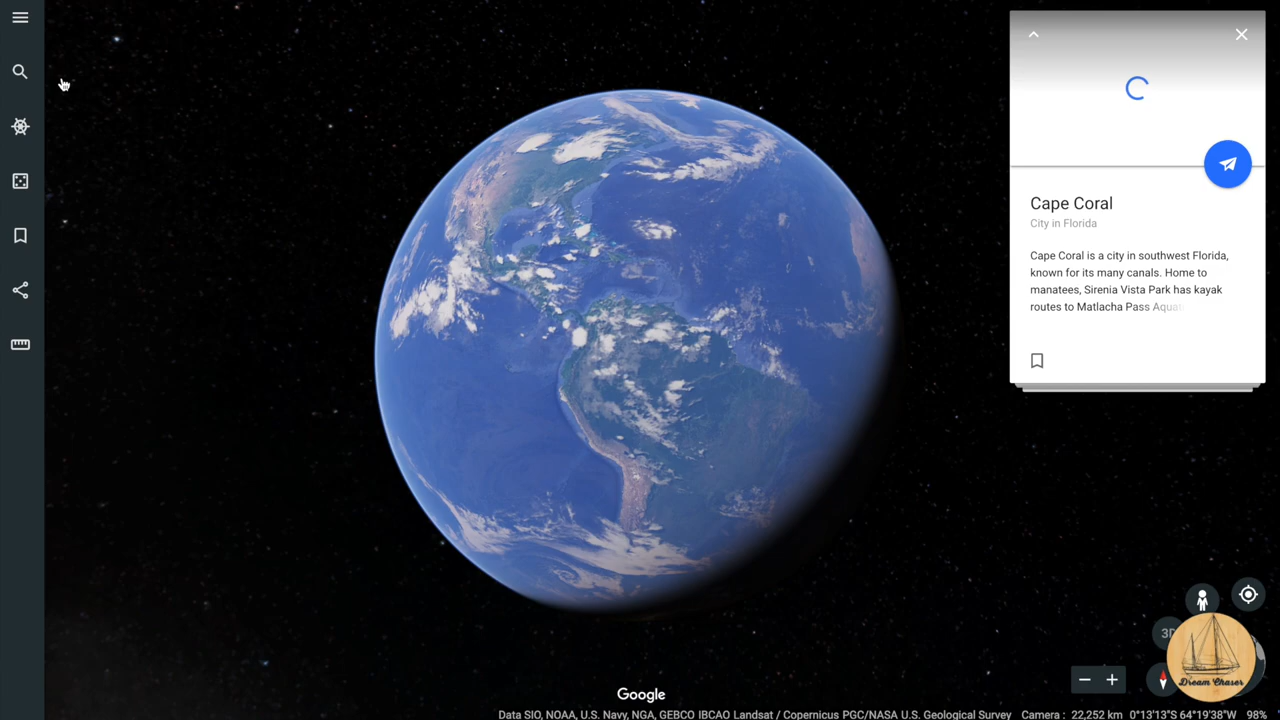 Cape Coral
City in Florida
Cape Coral is a city in southwest Florida,
known for its many canals. Home to
manatees, Sirenia Vista Park has kayak
routes to Matlacha Pass Aquat
3D
Dream Chaser
Google
Data SIO, NOAA, U.S. Navy, NGA, GEBCO IBCAO Landsat / Copernicus PGC/NASA U.S. Geological Survey Camera : 22,252 km 0°13'13"S 64°19'38"W 98%